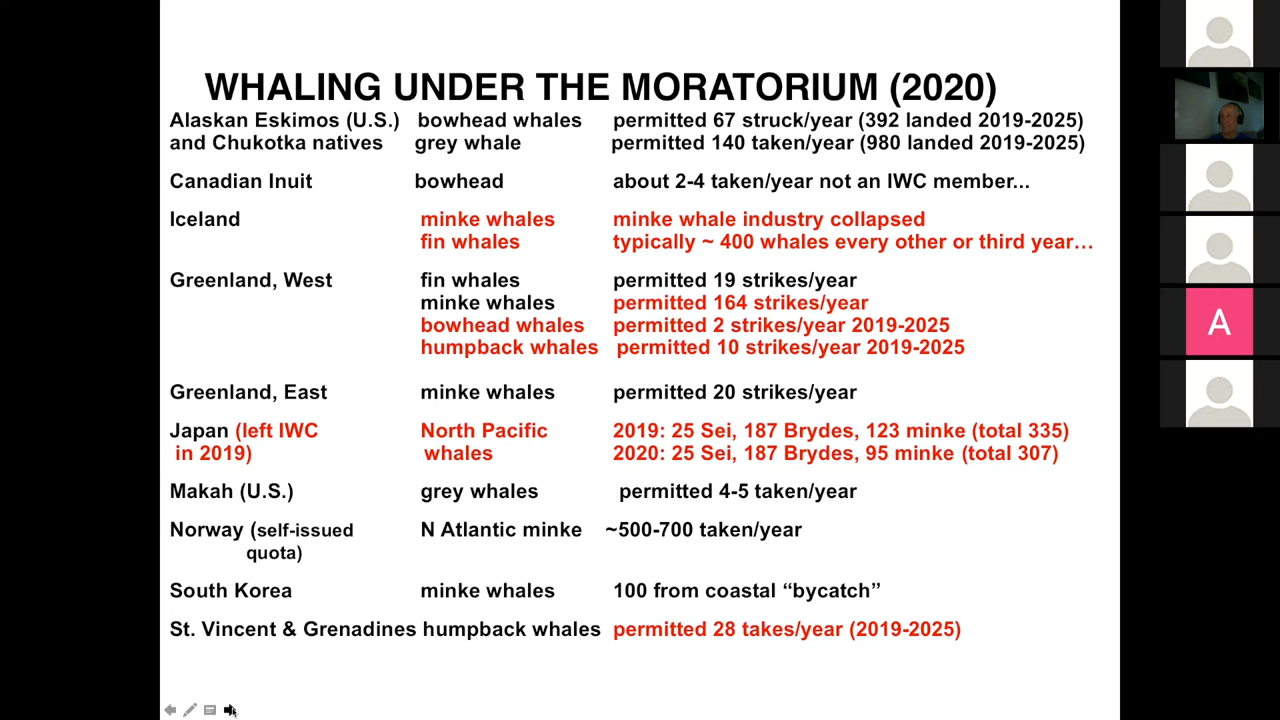 WHALING UNDER THE MORATORIUM (2020)
Alaskan Eskimos (U.S.) bowhead whales permitted 67 struck/year (392 landed 2019-2025)
and Chukotka natives grey whale permitted 140 taken/year (980 landed 2019-2025)
Canadian Inuit bowhead about 2-4 taken/year not an IWC member...
Iceland minke whales minke whale industry collapsed
fin whales typically ~ 400 whales every other or third year...
Greenland, West fin whales permitted 19 strikes/year
minke whales permitted 164 strikes/year
bowhead whales permitted 2 strikes/year 2019-2025
humpback whales permitted 10 strikes/year 2019-2025
Greenland, East minke whales permitted 20 strikes/year
Japan (left IWC North Pacific 2019: 25 Sei, 187 Brydes, 123 minke (total 335)
in 2019) whales 2020: 25 Sei, 187 Brydes, 95 minke (total 307)
Makah (U.S.) grey whales permitted 4-5 taken/year
Norway (self-issued N Atlantic minke ~500-700 taken/year
quota)
South Korea minke whales 100 from coastal “bycatch”
St. Vincent & Grenadines humpback whales permitted 28 takes/year (2019-2025)
A